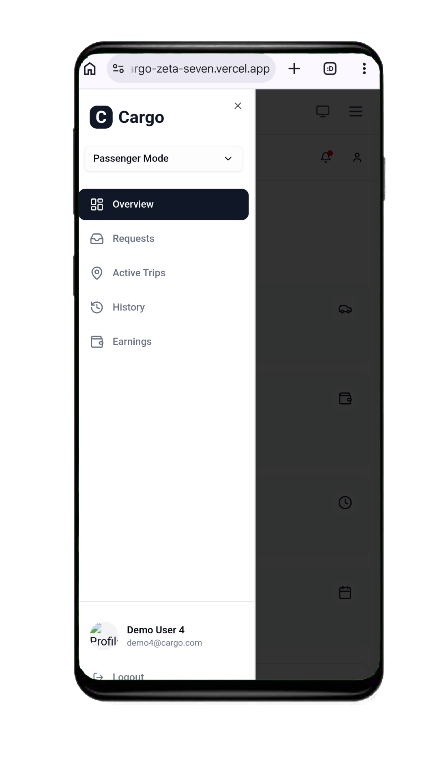 argo-zeta-seven.vercel.app
:D
C Cargo
Passenger Mode
Overview
Requests
Active Trips
History
Earnings
Profil
Demo User 4
demo4@cargo.com
Logout